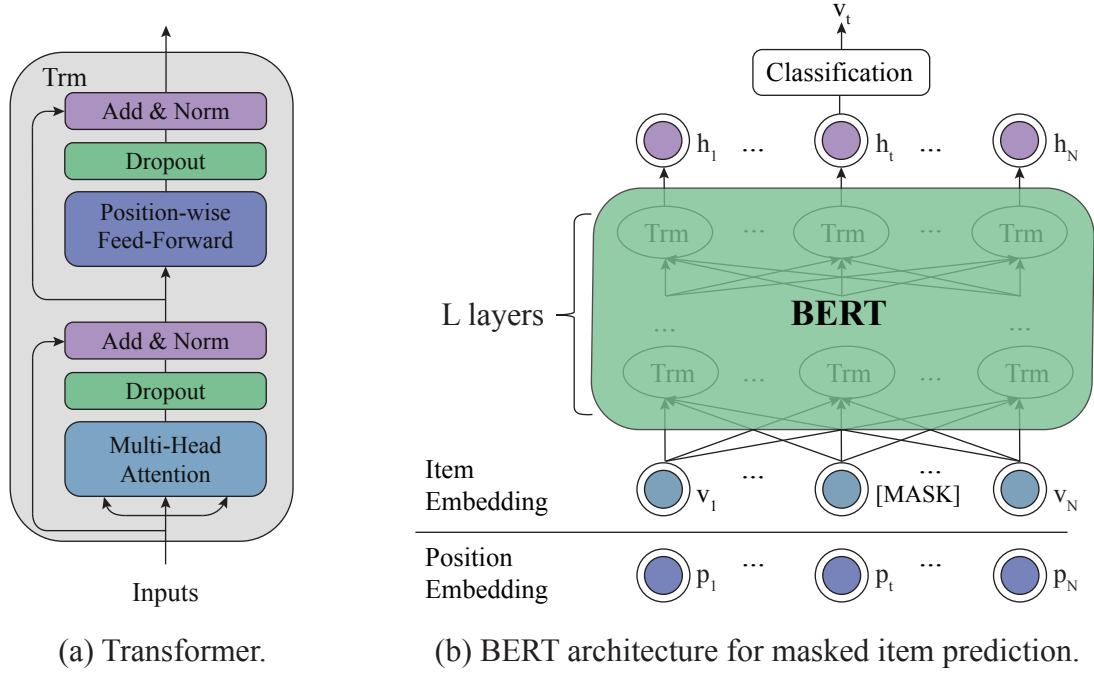 Trm
Add & Norm
Dropout
Position-wise
Feed-Forward
Add & Norm
Dropout
Multi-Head
Attention
Inputs
(a) Transformer.
v_t
Classification
h_1 ... h_t ... h_N
Trm ... Trm ... Trm
L layers
BERT
... ...
Trm ... Trm ... Trm
Item
Embedding
v_1 ... [MASK] ... v_N
Position
Embedding
p_1 ... p_t ... p_N
(b) BERT architecture for masked item prediction.